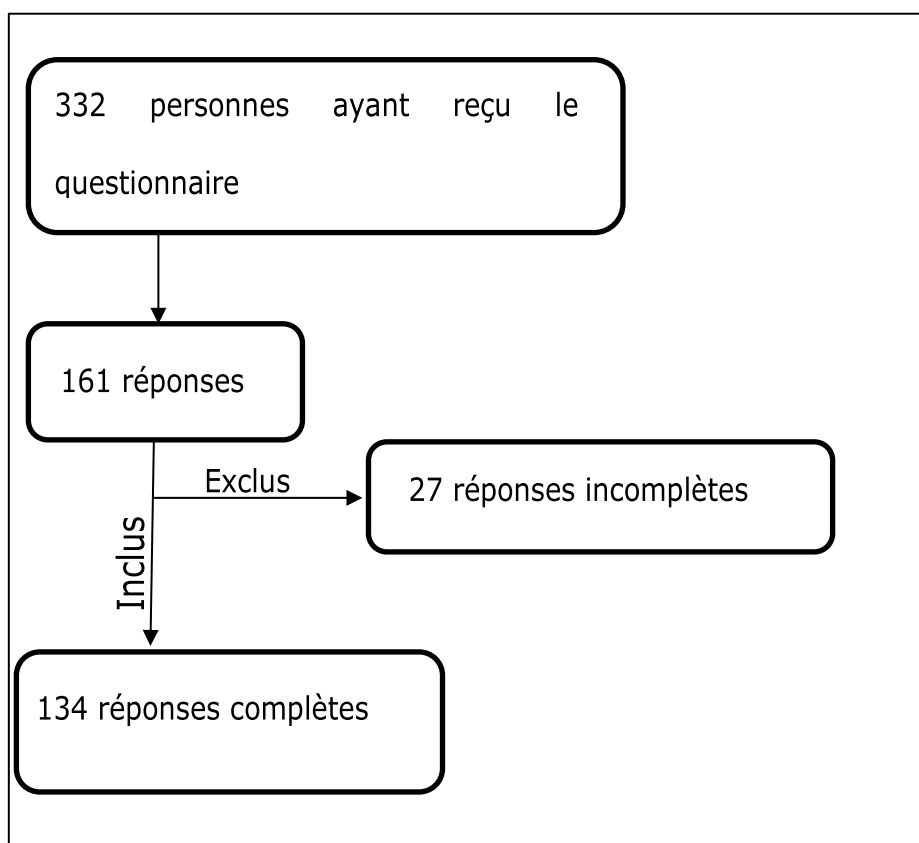 332 personnes ayant reçu le
questionnaire
161 réponses
Exclus
27 réponses incomplètes
Inclus
134 réponses complètes